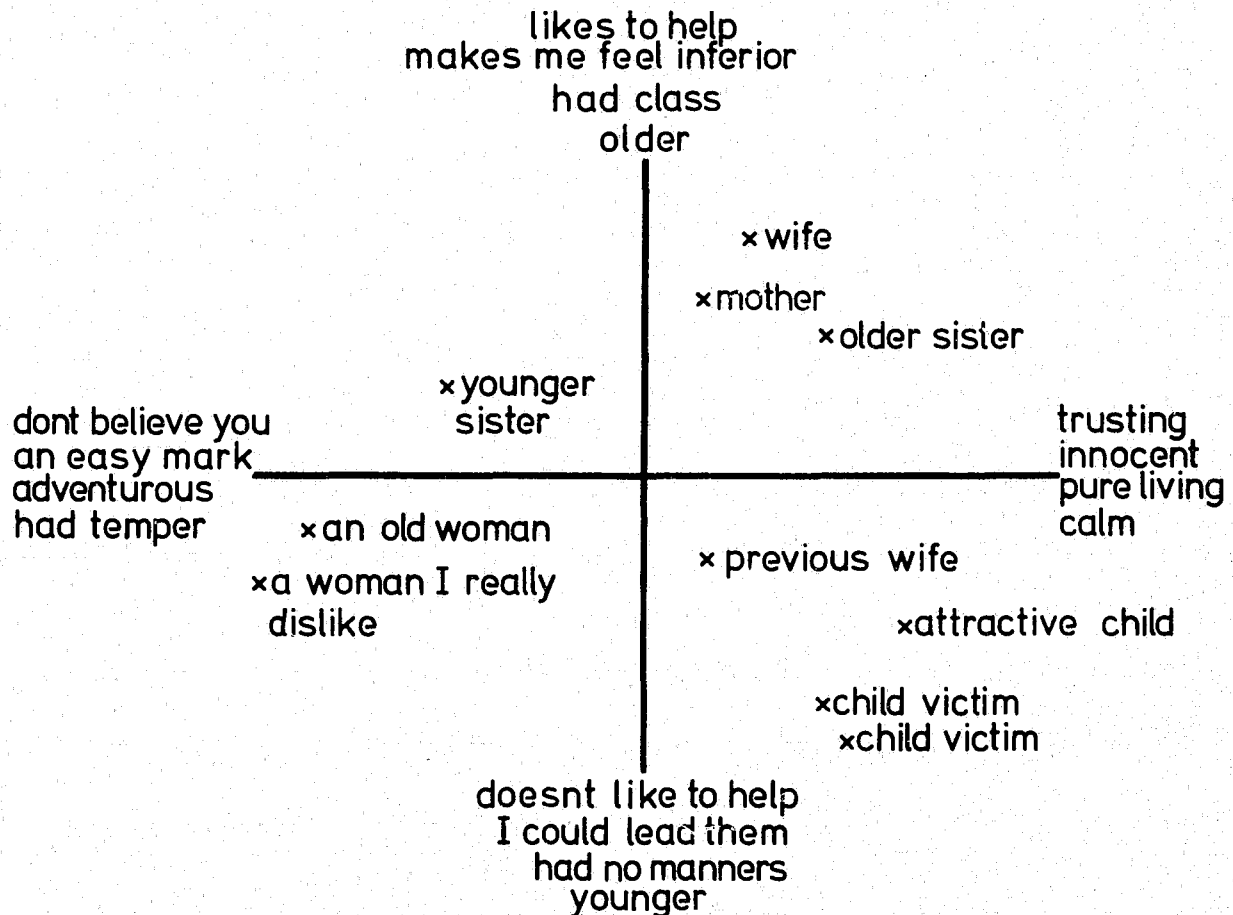 likes to help
makes me feel inferior
had class
older
×wife
×mother
×older sister
×younger
sister
dont believe you
an easy mark
adventurous
had temper
trusting
innocent
pure living
calm
×an old woman
×a woman I really
dislike
×previous wife
×attractive child
×child victim
×child victim
doesnt like to help
I could lead them
had no manners
younger